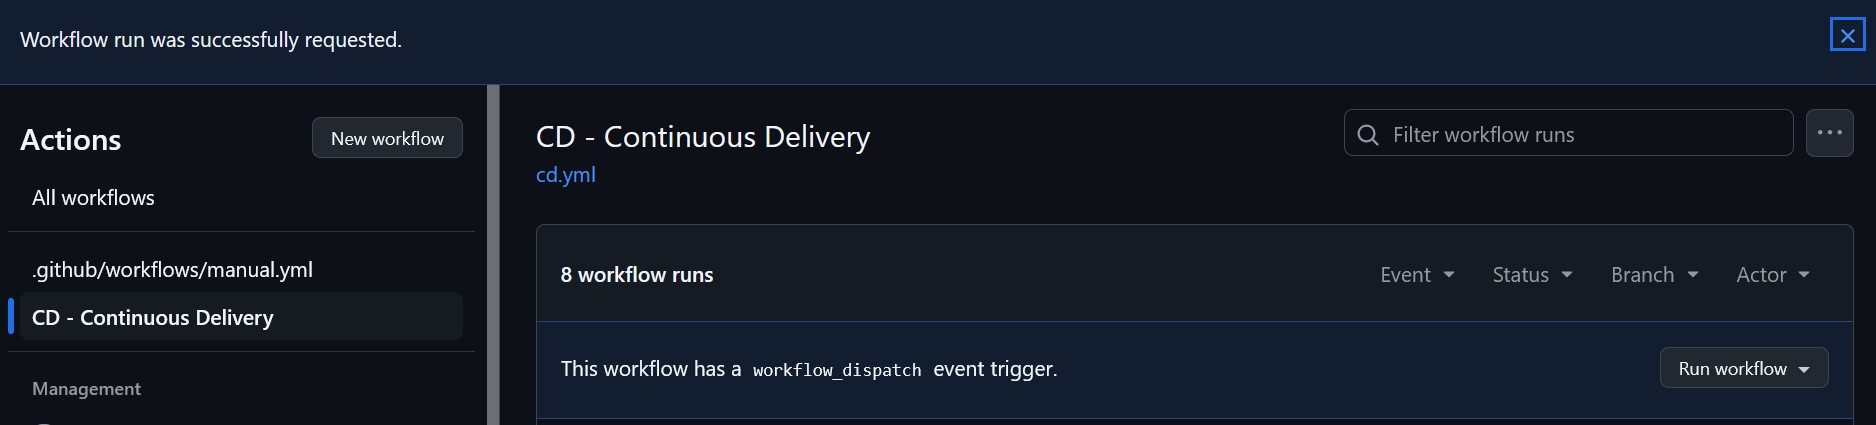 Workflow run was successfully requested.
Actions
New workflow
All workflows
.github/workflows/manual.yml
CD - Continuous Delivery
Management
CD - Continuous Delivery
cd.yml
Filter workflow runs
8 workflow runs
Event
Status
Branch
Actor
This workflow has a workflow_dispatch event trigger.
Run workflow